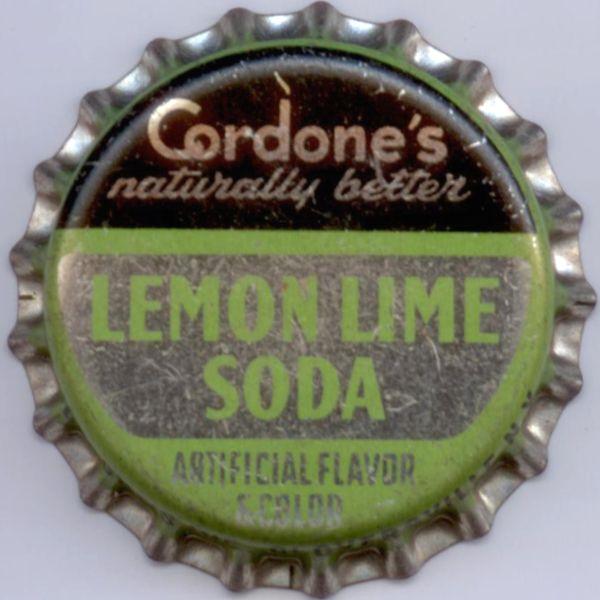 Cordone's
naturally better
LEMON LIME
SODA
ARTIFICIAL FLAVOR
& COLOR